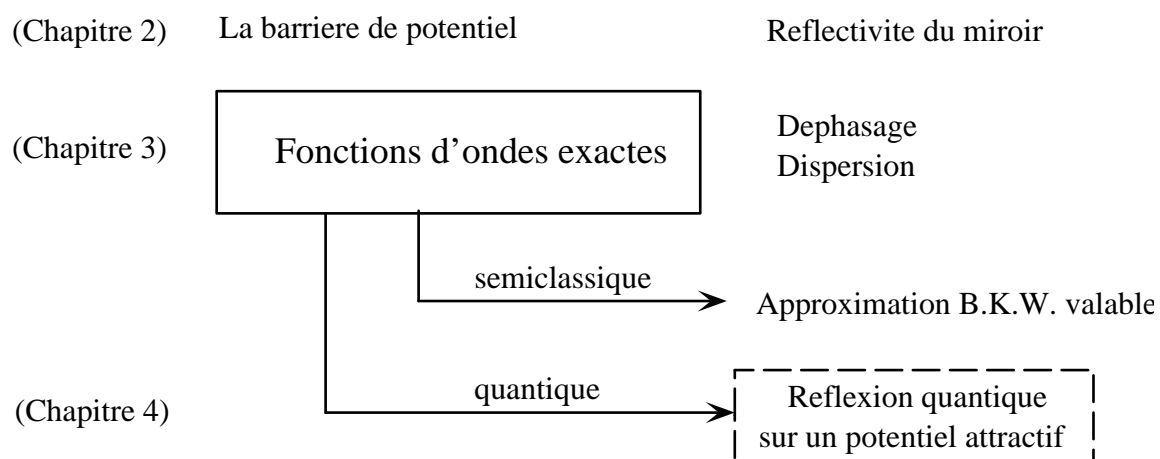 (Chapitre 2) La barriere de potentiel Reflectivite du miroir
(Chapitre 3) Fonctions d'ondes exactes Dephasage
Dispersion
semiclassique
Approximation B.K.W. valable
(Chapitre 4) quantique Reflexion quantique
sur un potentiel attractif